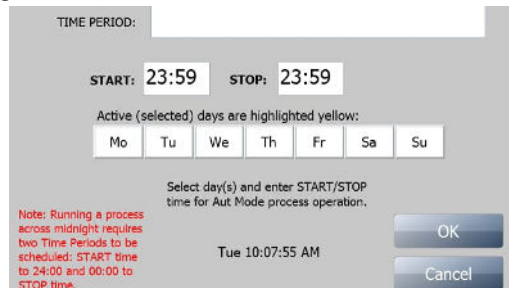 TIME PERIOD:
START: 23:59 STOP: 23:59
Active (selected) days are highlighted yellow:
Mo Tu We Th Fr Sa Su
Select day(s) and enter START/STOP
time for Aut Mode process operation.
Note: Running a process
across midnight requires
two Time Periods to be
scheduled: START time
to 24:00 and 00:00 to
STOP time.
Tue 10:07:55 AM
OK
Cancel